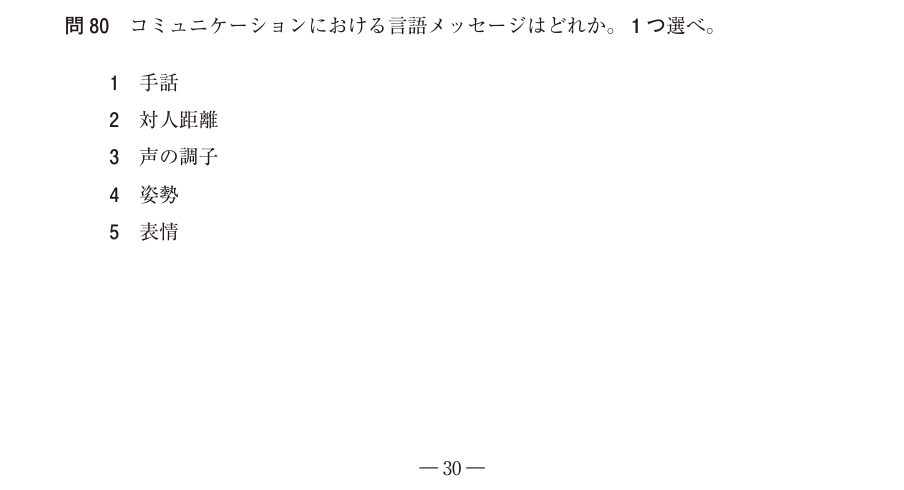 問 80 コミュニケーションにおける言語メッセージはどれか。1つ選べ。
1 手話
2 対人距離
3 声の調子
4 姿勢
5 表情
― 30 ―